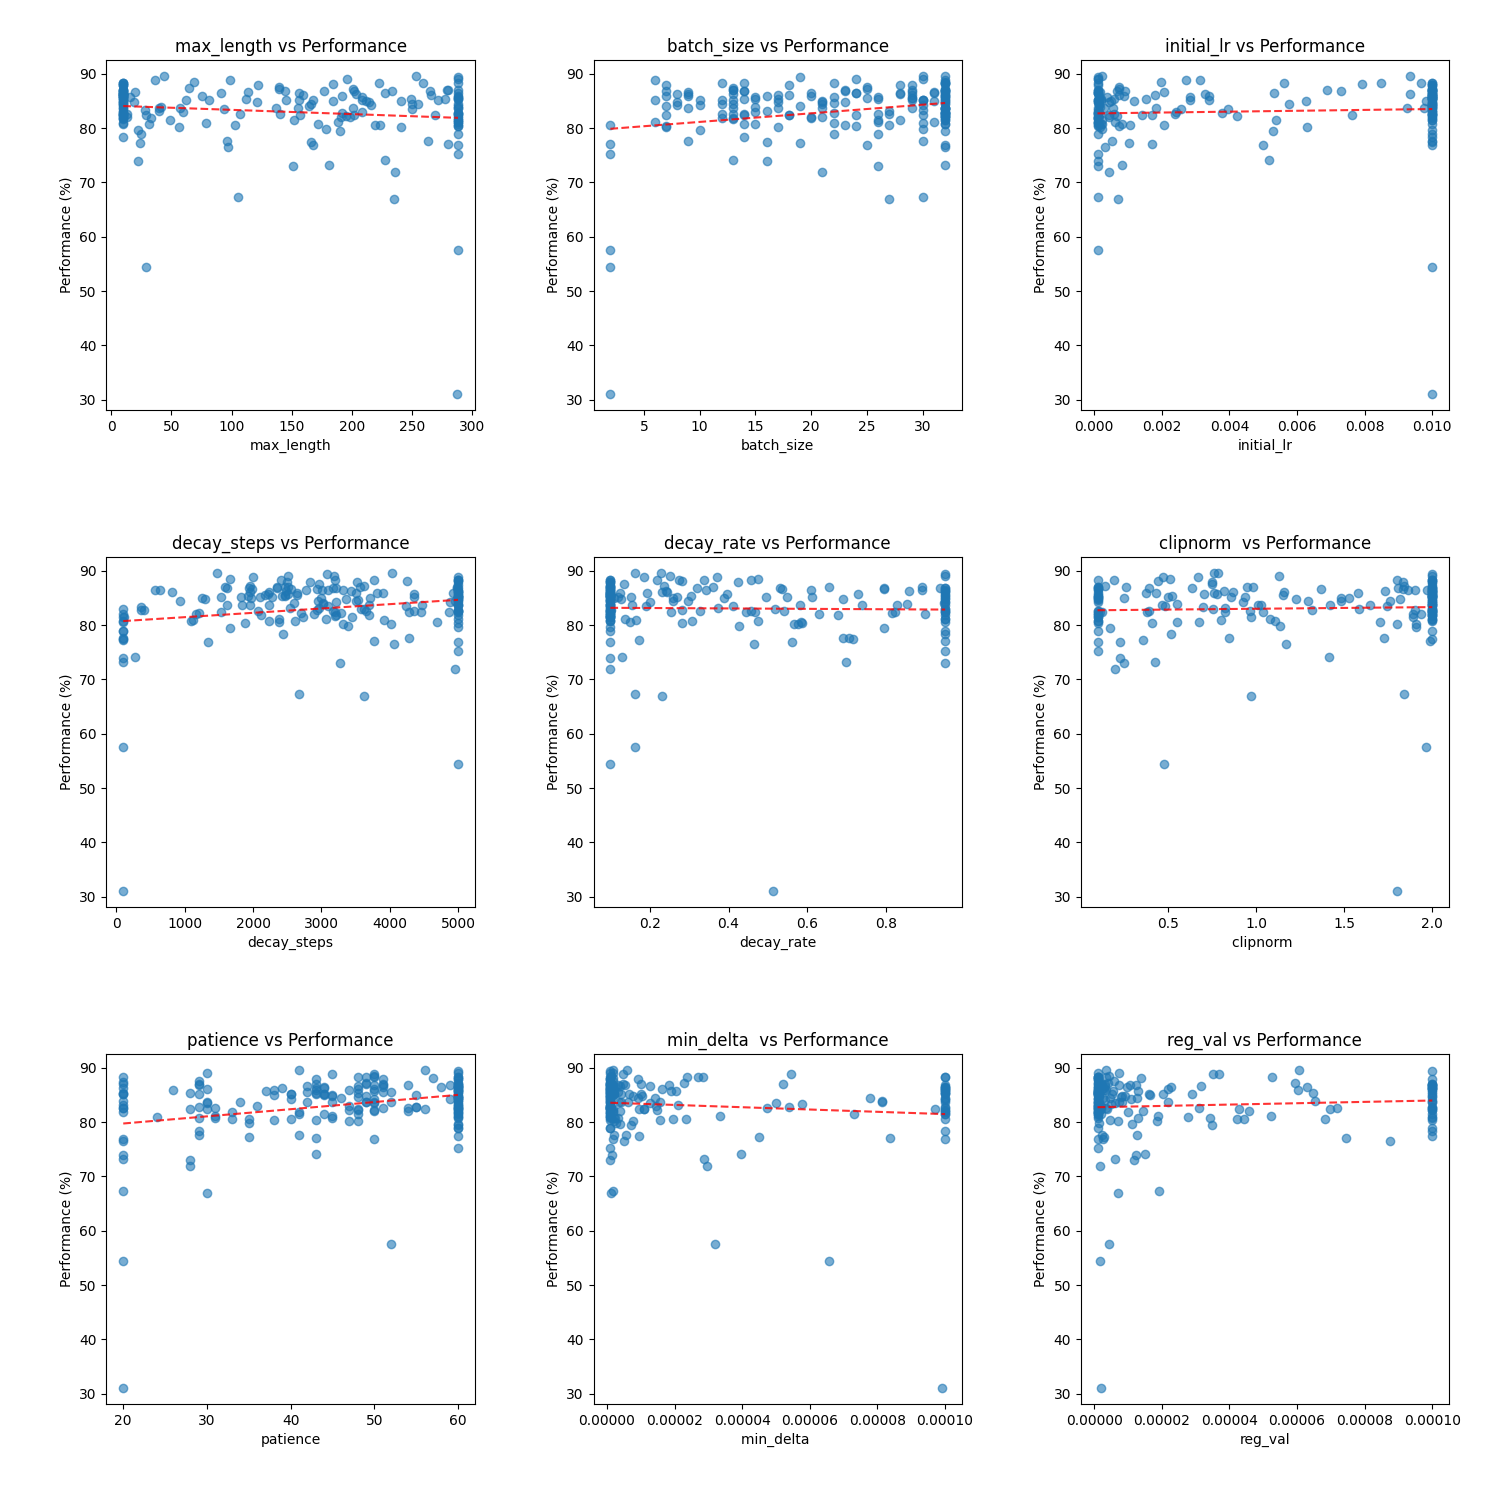 max_length vs Performance
batch_size vs Performance
initial_lr vs Performance
Performance (%)
90
80
70
60
50
40
30
0 50 100 150 200 250 300
max_length
Performance (%)
90
80
70
60
50
40
30
5 10 15 20 25 30
batch_size
Performance (%)
90
80
70
60
50
40
30
0.000 0.002 0.004 0.006 0.008 0.010
initial_lr
decay_steps vs Performance
decay_rate vs Performance
clipnorm  vs Performance
Performance (%)
90
80
70
60
50
40
30
0 1000 2000 3000 4000 5000
decay_steps
Performance (%)
90
80
70
60
50
40
30
0.2 0.4 0.6 0.8
decay_rate
Performance (%)
90
80
70
60
50
40
30
0.5 1.0 1.5 2.0
clipnorm
patience vs Performance
min_delta  vs Performance
reg_val vs Performance
Performance (%)
90
80
70
60
50
40
30
20 30 40 50 60
patience
Performance (%)
90
80
70
60
50
40
30
0.00000 0.00002 0.00004 0.00006 0.00008 0.00010
min_delta
Performance (%)
90
80
70
60
50
40
30
0.00000 0.00002 0.00004 0.00006 0.00008 0.00010
reg_val